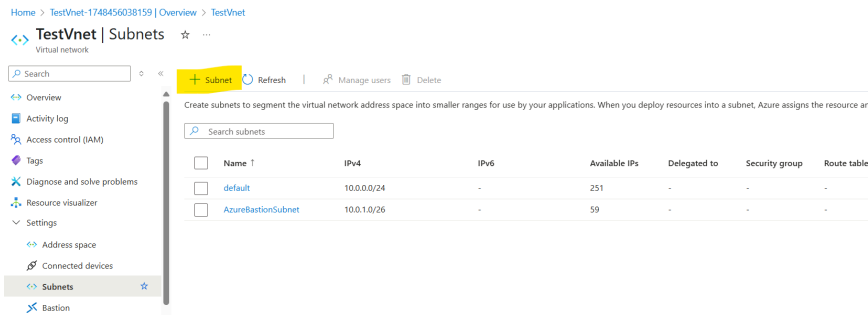 Home > TestVnet-1748456038159 | Overview > TestVnet
TestVnet | Subnets
Virtual network
Search
Subnet Refresh Manage users Delete
Overview
Activity log
Access control (IAM)
Tags
Diagnose and solve problems
Resource visualizer
Settings
Address space
Connected devices
Subnets
Bastion
Create subnets to segment the virtual network address space into smaller ranges for use by your applications. When you deploy resources into a subnet, Azure assigns the resource
Search subnets
Name ↑ IPv4 IPv6 Available IPs Delegated to Security group Route table
default 10.0.0.0/24 - 251 - - -
AzureBastionSubnet 10.0.1.0/26 - 59 - - -